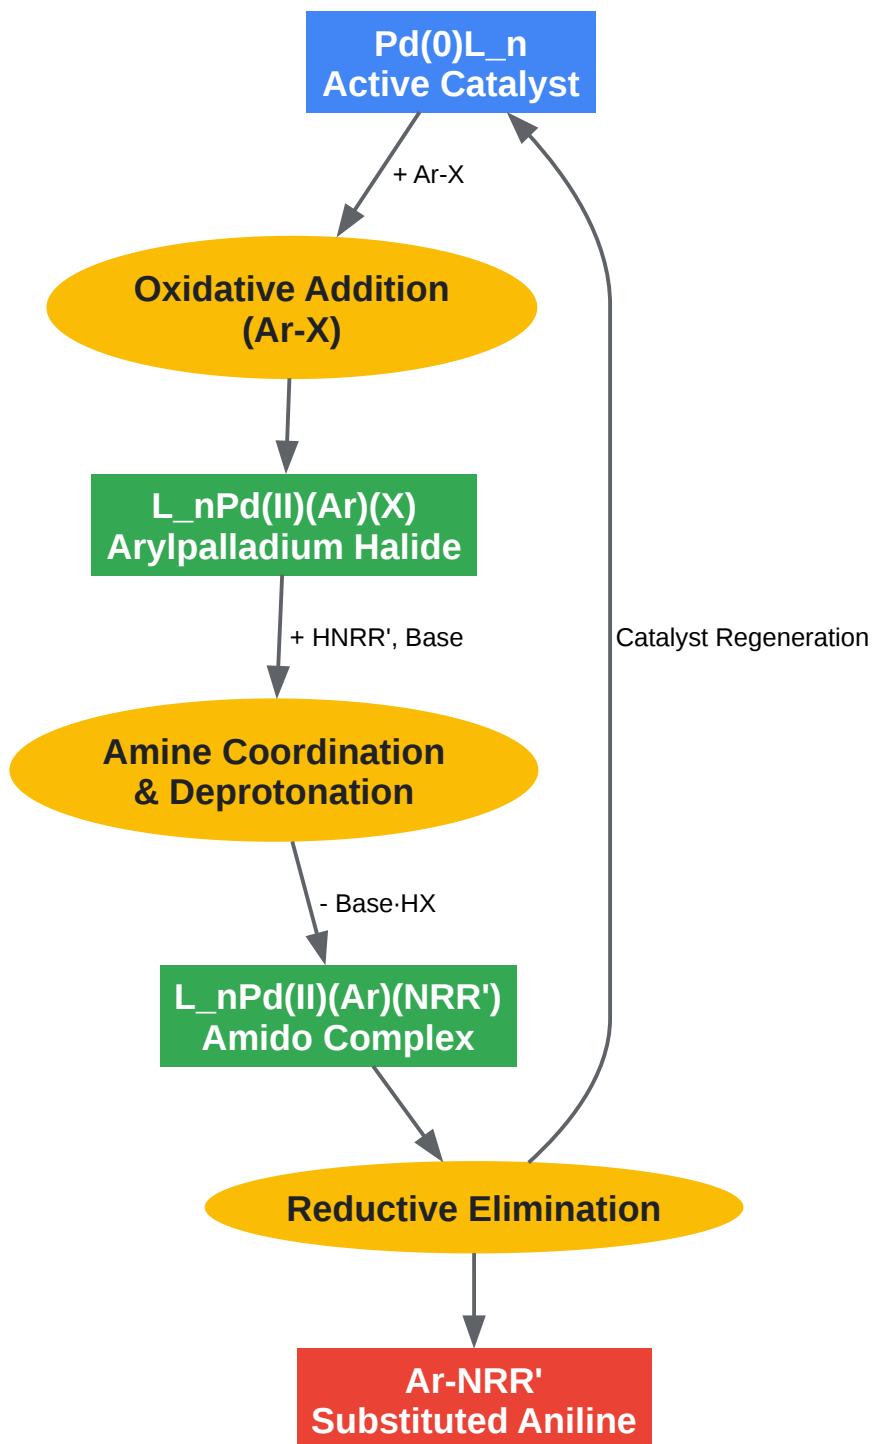 Pd(0)L_n
Active Catalyst
+ Ar-X
Oxidative Addition
(Ar-X)
L_nPd(II)(Ar)(X)
Arylpalladium Halide
+ HNRR', Base
Catalyst Regeneration
Amine Coordination
& Deprotonation
- Base·HX
L_nPd(II)(Ar)(NRR')
Amido Complex
Reductive Elimination
Ar-NRR'
Substituted Aniline